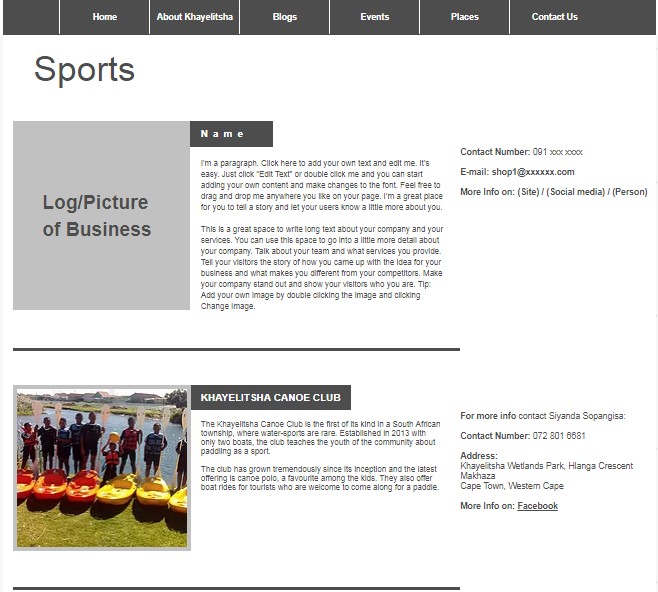 Home About Khayelitsha Blogs Events Places Contact Us
Sports
Log/Picture
of Business
Name
I'm a paragraph. Click here to add your own text and edit me. It's
easy. Just click "Edit Text" or double click me and you can start
adding your own content and make changes to the font. Feel free to
drag and drop me anywhere you like on your page. I'm a great place
for you to tell a story and let your users know a little more about you.
This is a great space to write long text about your company and your
services. You can use this space to go into a little more detail about
your company. Talk about your team and what services you provide.
Tell your visitors the story of how you came up with the idea for your
business and what makes you different from your competitors. Make
your company stand out and show your visitors who you are. Tip:
Add your own image by double clicking the image and clicking
Change Image.
Contact Number: 091 xxx xxxx
E-mail: shop1@xxxxxx.com
More Info on: (Site) / (Social media) / (Person)
KHAYELITSHA CANOE CLUB
The Khayelitsha Canoe Club is the first of its kind in a South African
township, where water-sports are rare. Established in 2013 with
only two boats, the club teaches the youth of the community about
paddling as a sport.
The club has grown tremendously since its inception and the latest
offering is canoe polo, a favourite among the kids. They also offer
boat rides for tourists who are welcome to come along for a paddle.
For more info contact Siyanda Sopangisa:
Contact Number: 072 801 6681
Address:
Khayelitsha Wetlands Park, Hlanga Crescent
Makhaza
Cape Town, Western Cape
More Info on: Facebook